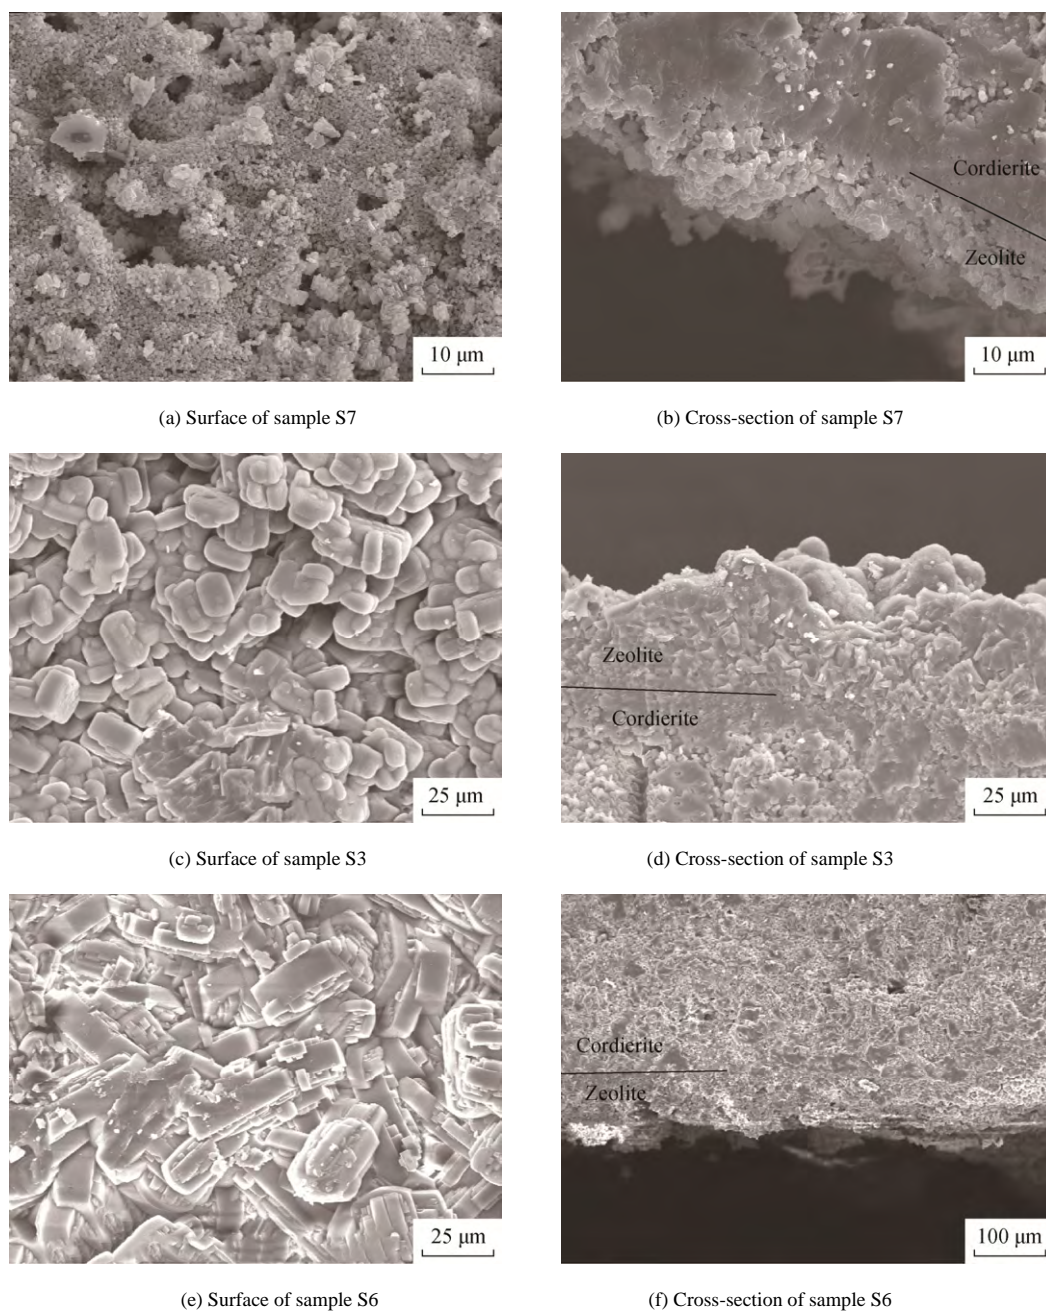 Cordierite
Zeolite
10 μm
10 μm
(a) Surface of sample S7
(b) Cross-section of sample S7
Zeolite
Cordierite
25 μm
25 μm
(c) Surface of sample S3
(d) Cross-section of sample S3
Cordierite
Zeolite
25 μm
100 μm
(e) Surface of sample S6
(f) Cross-section of sample S6